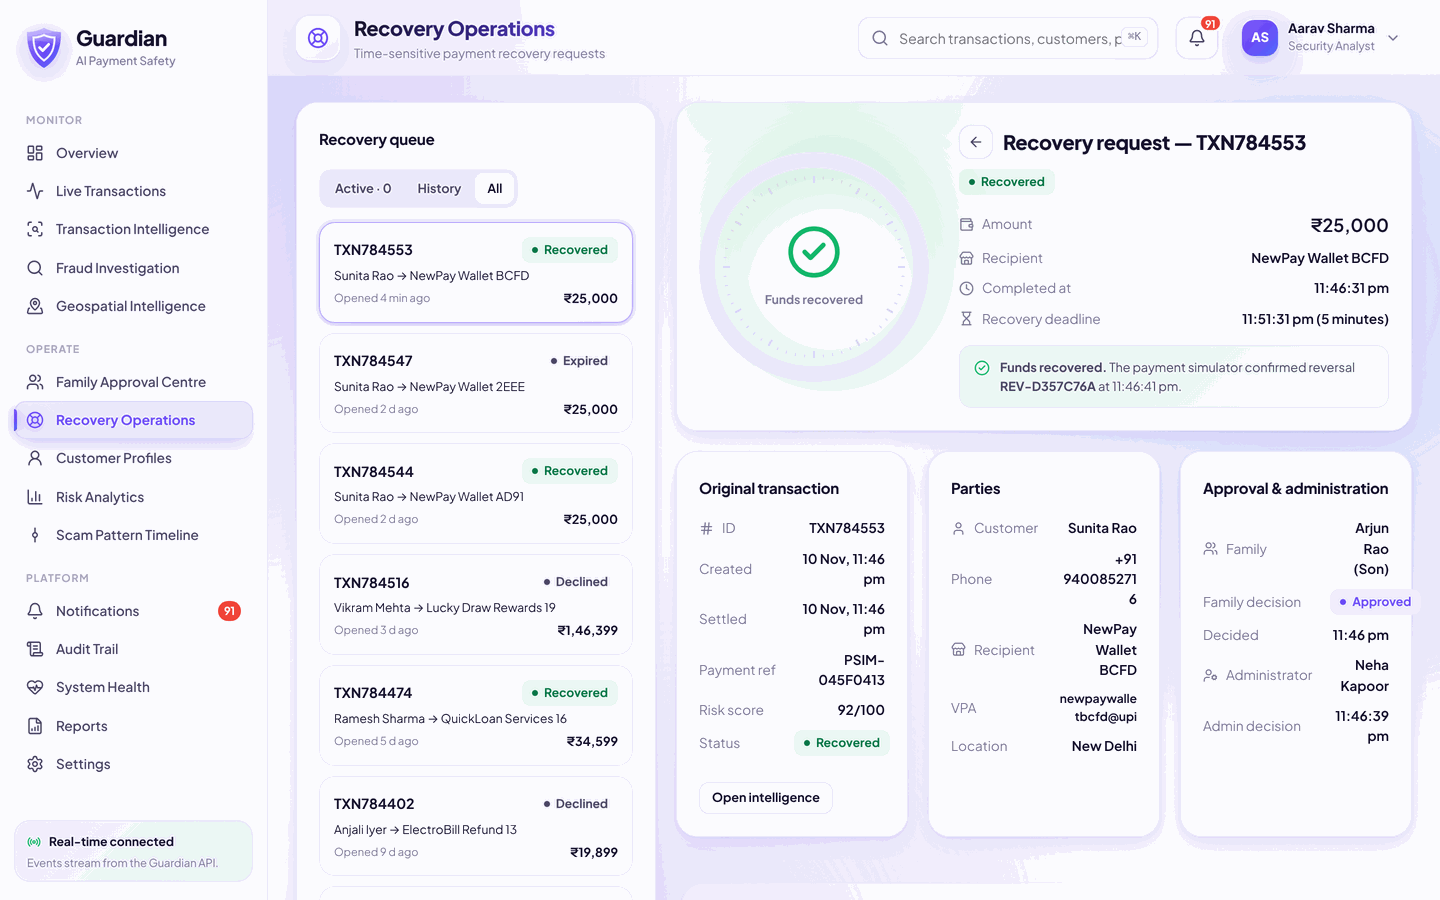 Guardian
AI Payment Safety
MONITOR
Overview
Live Transactions
Transaction Intelligence
Fraud Investigation
Geospatial Intelligence
OPERATE
Family Approval Centre
Recovery Operations
Customer Profiles
Risk Analytics
Scam Pattern Timeline
PLATFORM
Notifications 91
Audit Trail
System Health
Reports
Settings
Real-time connected
Events stream from the Guardian API.
Recovery Operations
Time-sensitive payment recovery requests
Search transactions, customers, p ⌘K
91
AS
Aarav Sharma
Security Analyst
Recovery queue
Active · 0 History All
TXN784553 Recovered
Sunita Rao → NewPay Wallet BCFD
Opened 4 min ago ₹25,000
TXN784547 Expired
Sunita Rao → NewPay Wallet 2EEE
Opened 2 d ago ₹25,000
TXN784544 Recovered
Sunita Rao → NewPay Wallet AD91
Opened 2 d ago ₹25,000
TXN784516 Declined
Vikram Mehta → Lucky Draw Rewards 19
Opened 3 d ago ₹1,46,399
TXN784474 Recovered
Ramesh Sharma → QuickLoan Services 16
Opened 5 d ago ₹34,599
TXN784402 Declined
Anjali Iyer → ElectroBill Refund 13
Opened 9 d ago ₹19,899
Funds recovered
Recovery request — TXN784553
Recovered
Amount ₹25,000
Recipient NewPay Wallet BCFD
Completed at 11:46:31 pm
Recovery deadline 11:51:31 pm (5 minutes)
Funds recovered. The payment simulator confirmed reversal
REV-D357C76A at 11:46:41 pm.
Original transaction
ID TXN784553
Created 10 Nov, 11:46
pm
Settled 10 Nov, 11:46
pm
Payment ref PSIM-
045F0413
Risk score 92/100
Status Recovered
Open intelligence
Parties
Customer Sunita Rao
Phone +91
940085271
6
Recipient NewPay
Wallet
BCFD
VPA newpaywalle
tbcfd@upi
Location New Delhi
Approval & administration
Family Arjun
Rao
(Son)
Family decision Approved
Decided 11:46 pm
Administrator Neha
Kapoor
Admin decision 11:46:39
pm